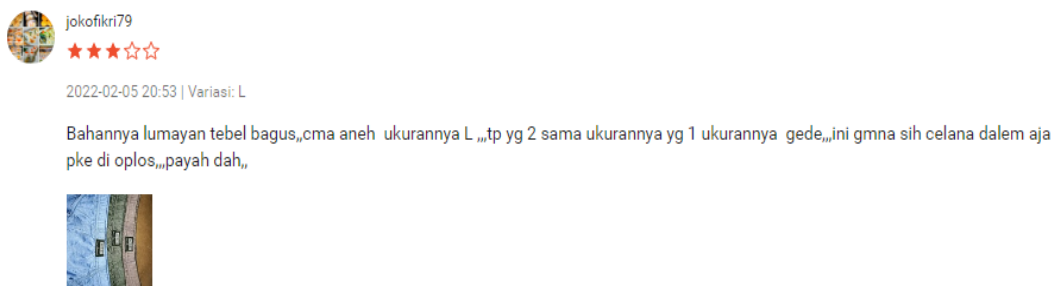 jokofikri79
2022-02-05 20:53 | Variasi: L
Bahannya lumayan tebel bagus,,cma aneh  ukurannya L ,,,tp yg 2 sama ukurannya yg 1 ukurannya  gede,,,ini gmna sih celana dalem aja
pke di oplos,,,payah dah,,